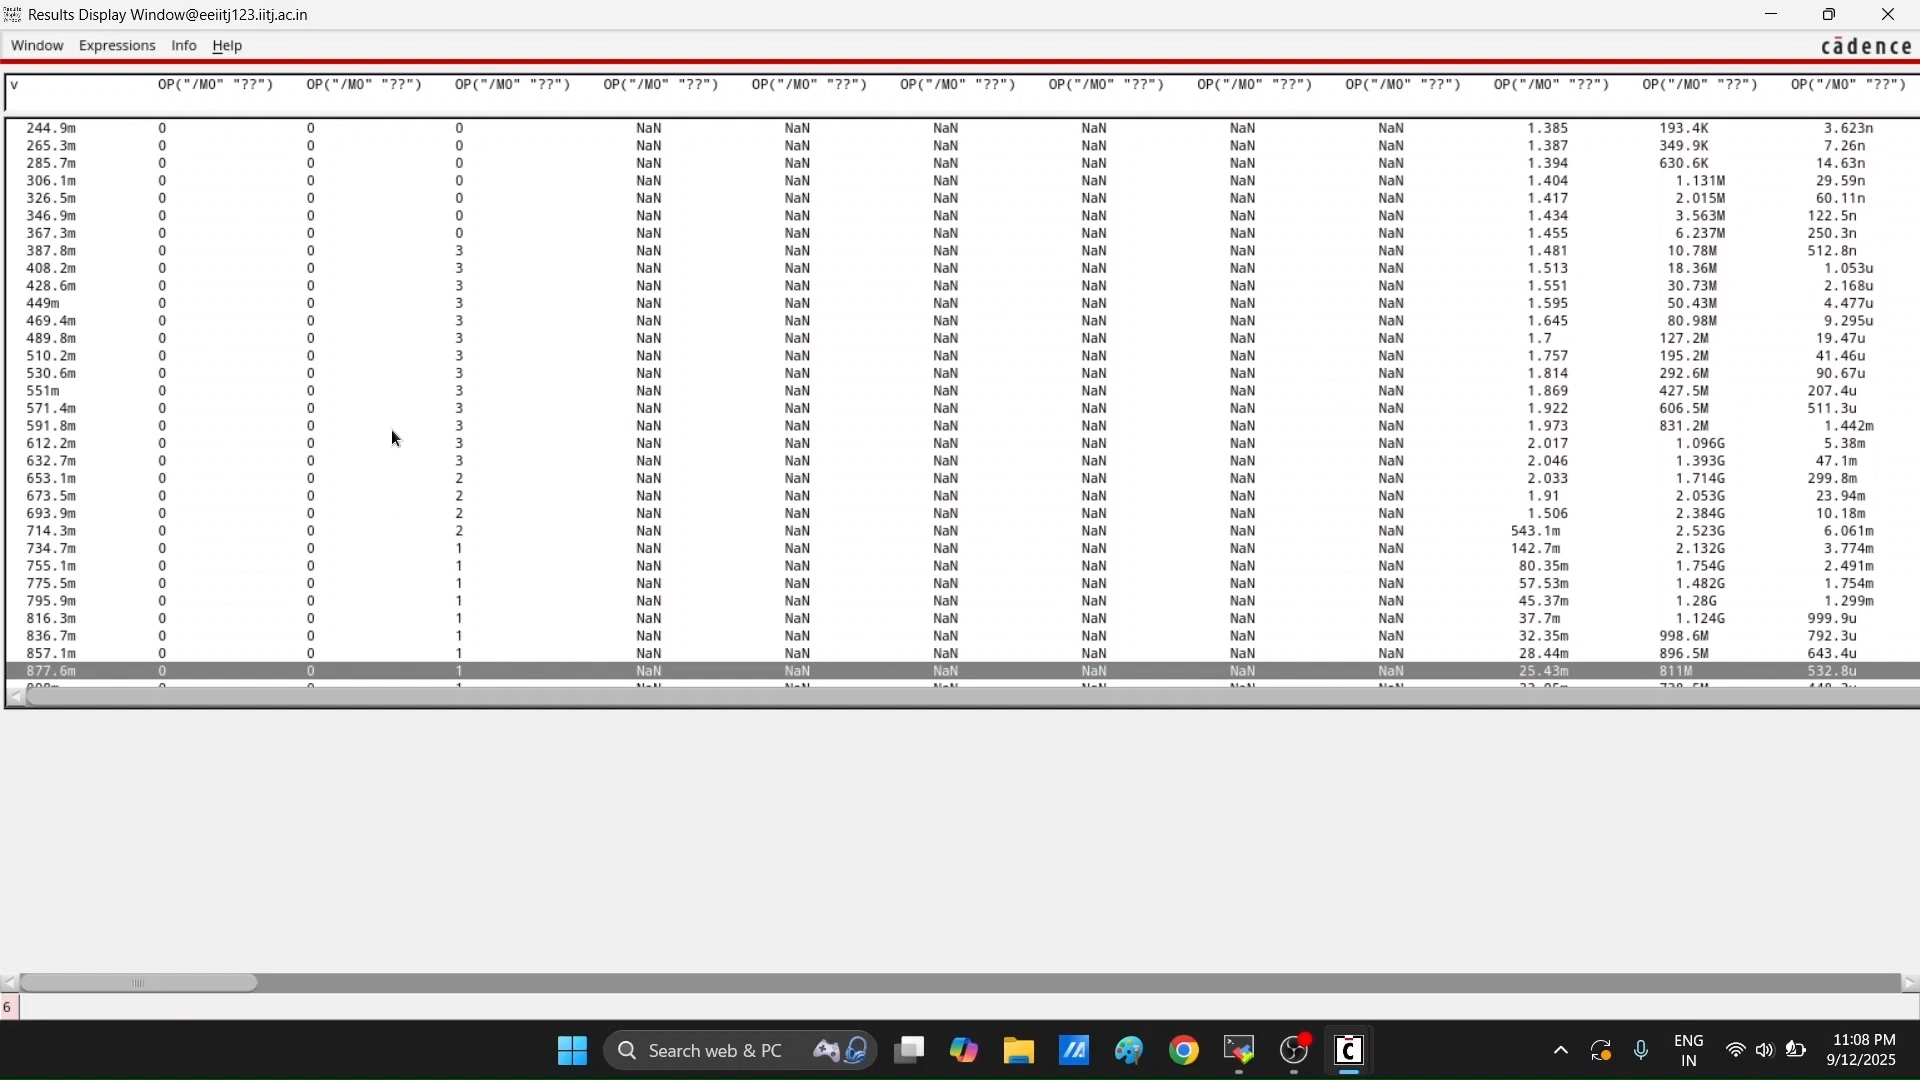 Results Display Window@eeiitj123.iitj.ac.in
Window Expressions Info Help cādence
v OP("/M0" "??") OP("/M0" "??") OP("/M0" "??") OP("/M0" "??") OP("/M0" "??") OP("/M0" "??") OP("/M0" "??") OP("/M0" "??") OP("/M0" "??") OP("/M0" "??") OP("/M0" "??") OP("/M0" "??")
244.9m 0 0 0 NaN NaN NaN NaN NaN NaN 1.385 193.4K 3.623n
265.3m 0 0 0 NaN NaN NaN NaN NaN NaN 1.387 349.9K 7.26n
285.7m 0 0 0 NaN NaN NaN NaN NaN NaN 1.394 630.6K 14.63n
306.1m 0 0 0 NaN NaN NaN NaN NaN NaN 1.404 1.131M 29.59n
326.5m 0 0 0 NaN NaN NaN NaN NaN NaN 1.417 2.015M 60.11n
346.9m 0 0 0 NaN NaN NaN NaN NaN NaN 1.434 3.563M 122.5n
367.3m 0 0 0 NaN NaN NaN NaN NaN NaN 1.455 6.237M 250.3n
387.8m 0 0 3 NaN NaN NaN NaN NaN NaN 1.481 10.78M 512.8n
408.2m 0 0 3 NaN NaN NaN NaN NaN NaN 1.513 18.36M 1.053u
428.6m 0 0 3 NaN NaN NaN NaN NaN NaN 1.551 30.73M 2.168u
449m 0 0 3 NaN NaN NaN NaN NaN NaN 1.595 50.43M 4.477u
469.4m 0 0 3 NaN NaN NaN NaN NaN NaN 1.645 80.98M 9.295u
489.8m 0 0 3 NaN NaN NaN NaN NaN NaN 1.7 127.2M 19.47u
510.2m 0 0 3 NaN NaN NaN NaN NaN NaN 1.757 195.2M 41.46u
530.6m 0 0 3 NaN NaN NaN NaN NaN NaN 1.814 292.6M 90.67u
551m 0 0 3 NaN NaN NaN NaN NaN NaN 1.869 427.5M 207.4u
571.4m 0 0 3 NaN NaN NaN NaN NaN NaN 1.922 606.5M 511.3u
591.8m 0 0 3 NaN NaN NaN NaN NaN NaN 1.973 831.2M 1.442m
612.2m 0 0 3 NaN NaN NaN NaN NaN NaN 2.017 1.096G 5.38m
632.7m 0 0 3 NaN NaN NaN NaN NaN NaN 2.046 1.393G 47.1m
653.1m 0 0 2 NaN NaN NaN NaN NaN NaN 2.033 1.714G 299.8m
673.5m 0 0 2 NaN NaN NaN NaN NaN NaN 1.91 2.053G 23.94m
693.9m 0 0 2 NaN NaN NaN NaN NaN NaN 1.506 2.384G 10.18m
714.3m 0 0 2 NaN NaN NaN NaN NaN NaN 543.1m 2.523G 6.061m
734.7m 0 0 1 NaN NaN NaN NaN NaN NaN 142.7m 2.132G 3.774m
755.1m 0 0 1 NaN NaN NaN NaN NaN NaN 80.35m 1.754G 2.491m
775.5m 0 0 1 NaN NaN NaN NaN NaN NaN 57.53m 1.482G 1.754m
795.9m 0 0 1 NaN NaN NaN NaN NaN NaN 45.37m 1.28G 1.299m
816.3m 0 0 1 NaN NaN NaN NaN NaN NaN 37.7m 1.124G 999.9u
836.7m 0 0 1 NaN NaN NaN NaN NaN NaN 32.35m 998.6M 792.3u
857.1m 0 0 1 NaN NaN NaN NaN NaN NaN 28.44m 896.5M 643.4u
877.6m 0 0 1 NaN NaN NaN NaN NaN NaN 25.43m 811M 532.8u
6
Search web & PC
ENG
IN
11:08 PM
9/12/2025